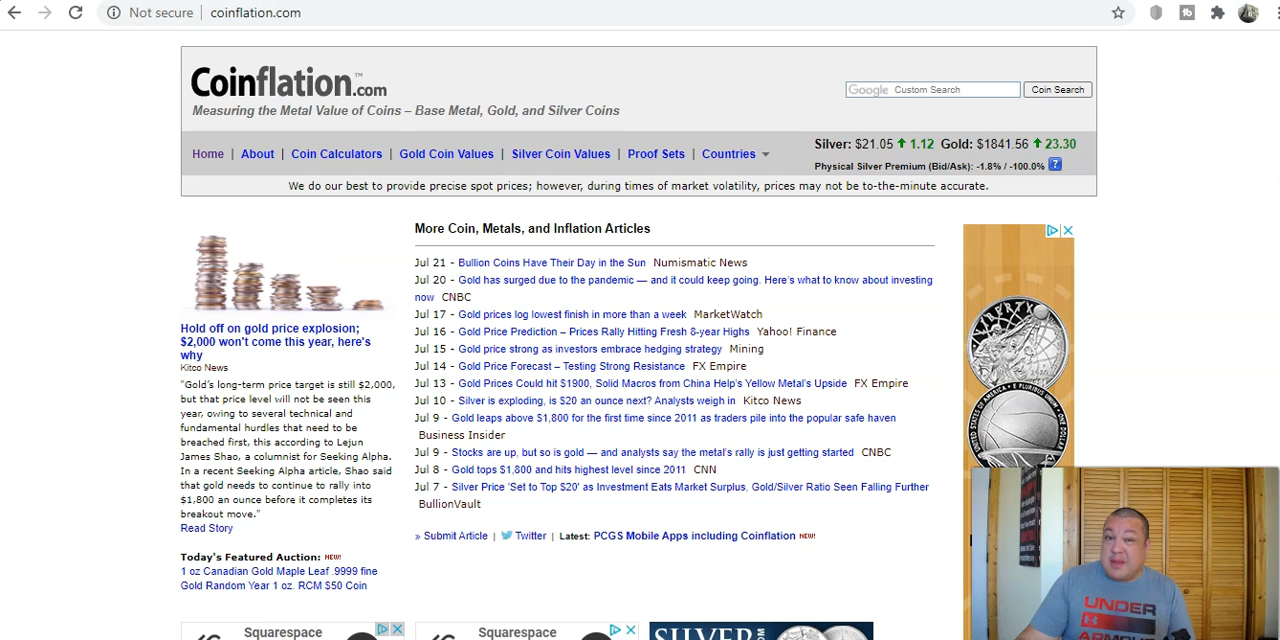 Not secure | coinflation.com
Coinflation.com™
Measuring the Metal Value of Coins – Base Metal, Gold, and Silver Coins
Google Custom Search Coin Search
Home | About | Coin Calculators | Gold Coin Values | Silver Coin Values | Proof Sets | Countries
Silver: $21.05 1.12 Gold: $1841.56 23.30
Physical Silver Premium (Bid/Ask): -1.8% / -100.0% ?
We do our best to provide precise spot prices; however, during times of market volatility, prices may not be to-the-minute accurate.
Hold off on gold price explosion;
$2,000 won't come this year, here's
why
Kitco News
"Gold's long-term price target is still $2,000,
but that price level will not be seen this
year, owing to several technical and
fundamental hurdles that need to be
breached first, this according to Lejun
James Shao, a columnist for Seeking Alpha.
In a recent Seeking Alpha article, Shao said
that gold needs to continue to rally into
$1,800 an ounce before it completes its
breakout move."
Read Story
Today's Featured Auction: NEW!
1 oz Canadian Gold Maple Leaf .9999 fine
Gold Random Year 1 oz. RCM $50 Coin
More Coin, Metals, and Inflation Articles
Jul 21 - Bullion Coins Have Their Day in the Sun Numismatic News
Jul 20 - Gold has surged due to the pandemic — and it could keep going. Here's what to know about investing
now CNBC
Jul 17 - Gold prices log lowest finish in more than a week MarketWatch
Jul 16 - Gold Price Prediction – Prices Rally Hitting Fresh 8-year Highs Yahoo! Finance
Jul 15 - Gold price strong as investors embrace hedging strategy Mining
Jul 14 - Gold Price Forecast – Testing Strong Resistance FX Empire
Jul 13 - Gold Prices Could hit $1900, Solid Macros from China Help's Yellow Metal's Upside FX Empire
Jul 10 - Silver is exploding, is $20 an ounce next? Analysts weigh in Kitco News
Jul 9 - Gold leaps above $1,800 for the first time since 2011 as traders pile into the popular safe haven
Business Insider
Jul 9 - Stocks are up, but so is gold — and analysts say the metal's rally is just getting started CNBC
Jul 8 - Gold tops $1,800 and hits highest level since 2011 CNN
Jul 7 - Silver Price 'Set to Top $20' as Investment Eats Market Surplus, Gold/Silver Ratio Seen Falling Further
BullionVault
» Submit Article | Twitter | Latest: PCGS Mobile Apps including Coinflation NEW!
LIBERTY
UNITED STATES OF AMERICA E PLURIBUS UNUM ONE DOLLAR
UNDER
ARMOUR
Squarespace
Squarespace
SILVER.COM